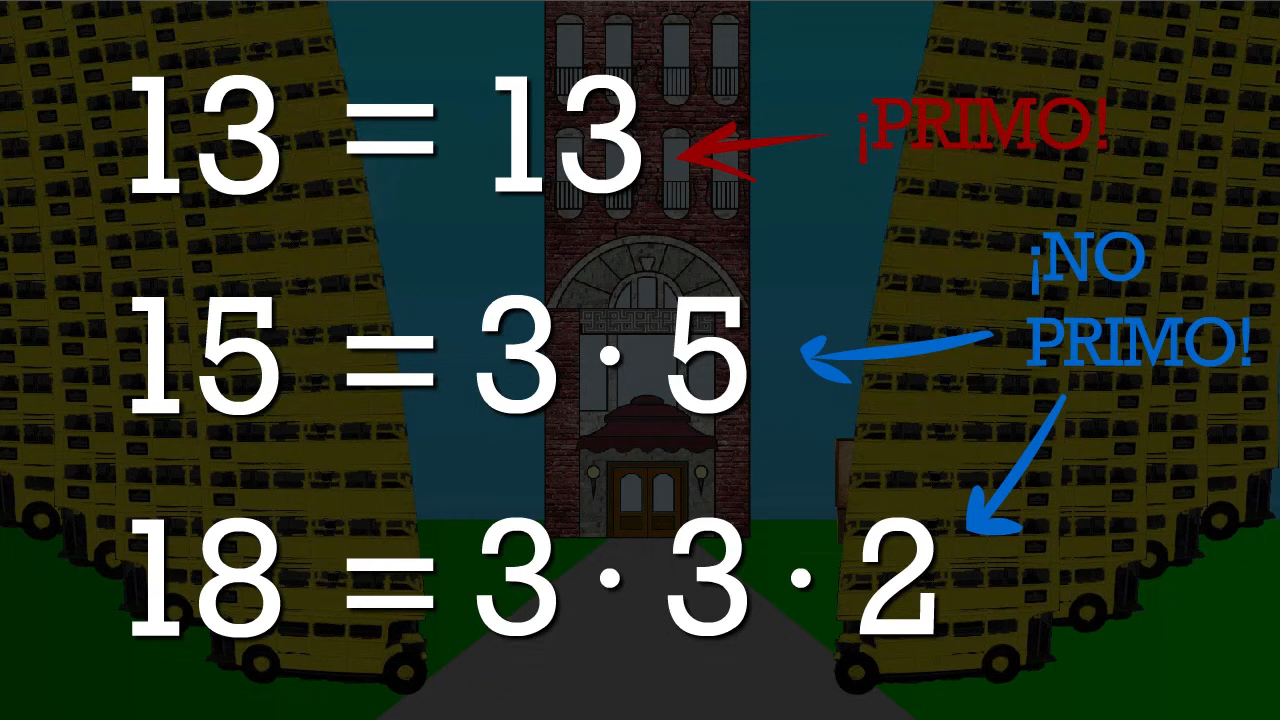 13 = 13
¡PRIMO!
¡NO
PRIMO!
15 = 3 · 5
18 = 3 · 3 · 2